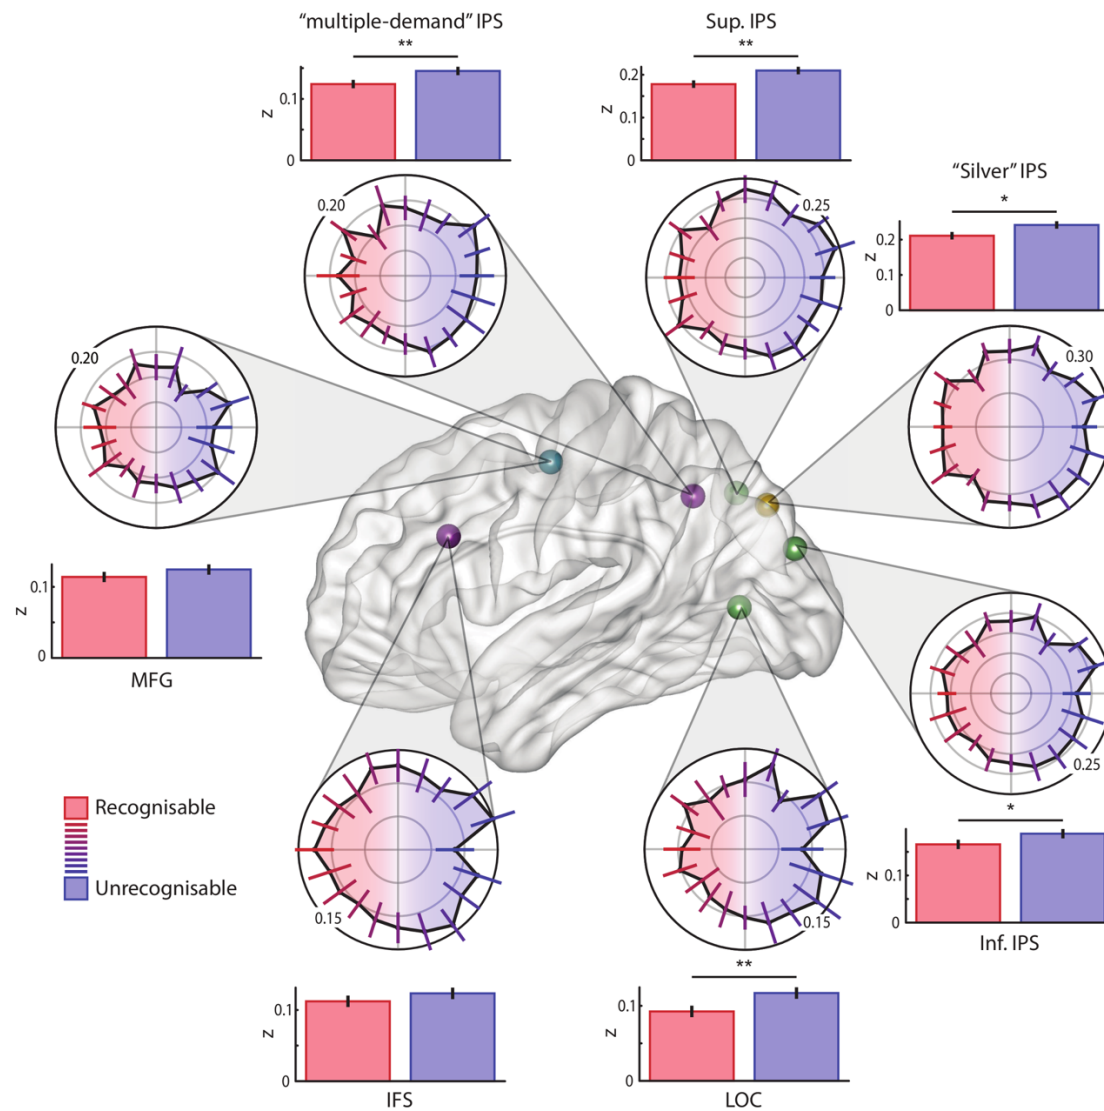 “multiple-demand” IPS
**
z
0.1
0
Sup. IPS
**
z
0.2
0.1
0
“Silver” IPS
*
z
0.2
0.1
0
0.20
0.25
0.20
0.30
z
0.1
0
MFG
0.25
Recognisable
Unrecognisable
0.15
0.15
*
z
0.1
0
Inf. IPS
z
0.1
0
IFS
**
z
0.1
0
LOC